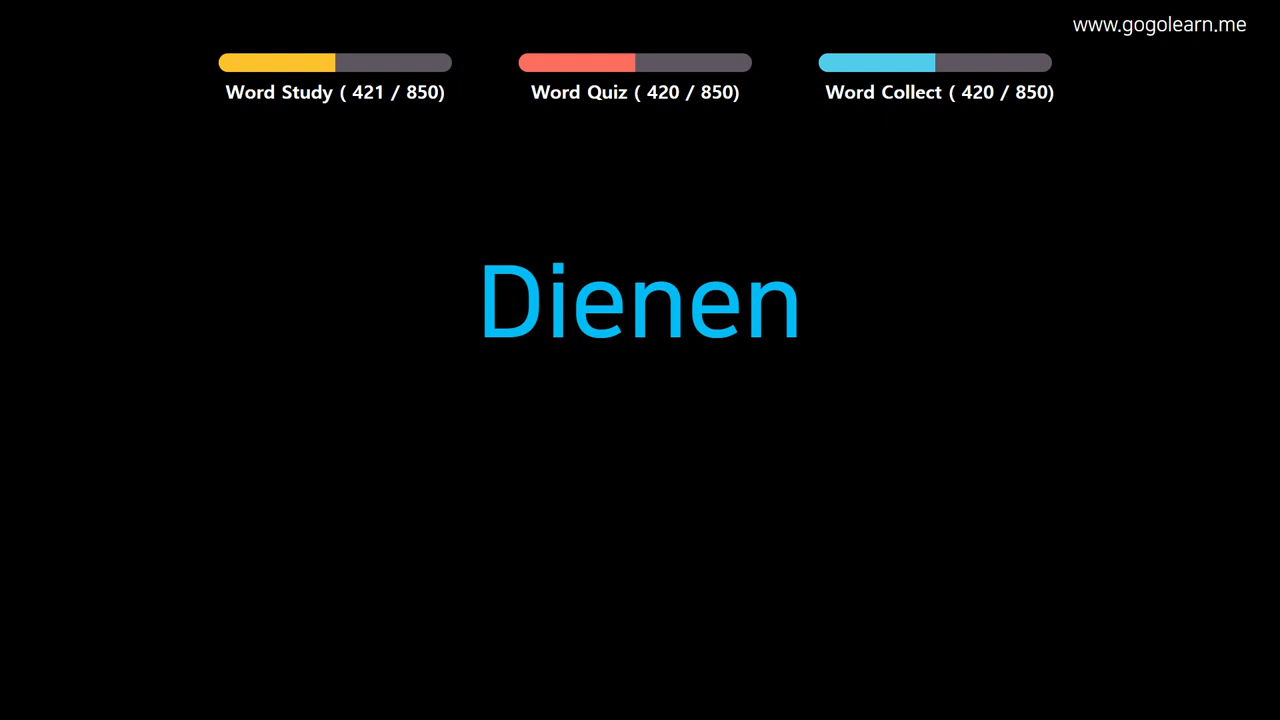 www.gogolearn.me
Word Study ( 421 / 850)
Word Quiz ( 420 / 850)
Word Collect ( 420 / 850)
Dienen